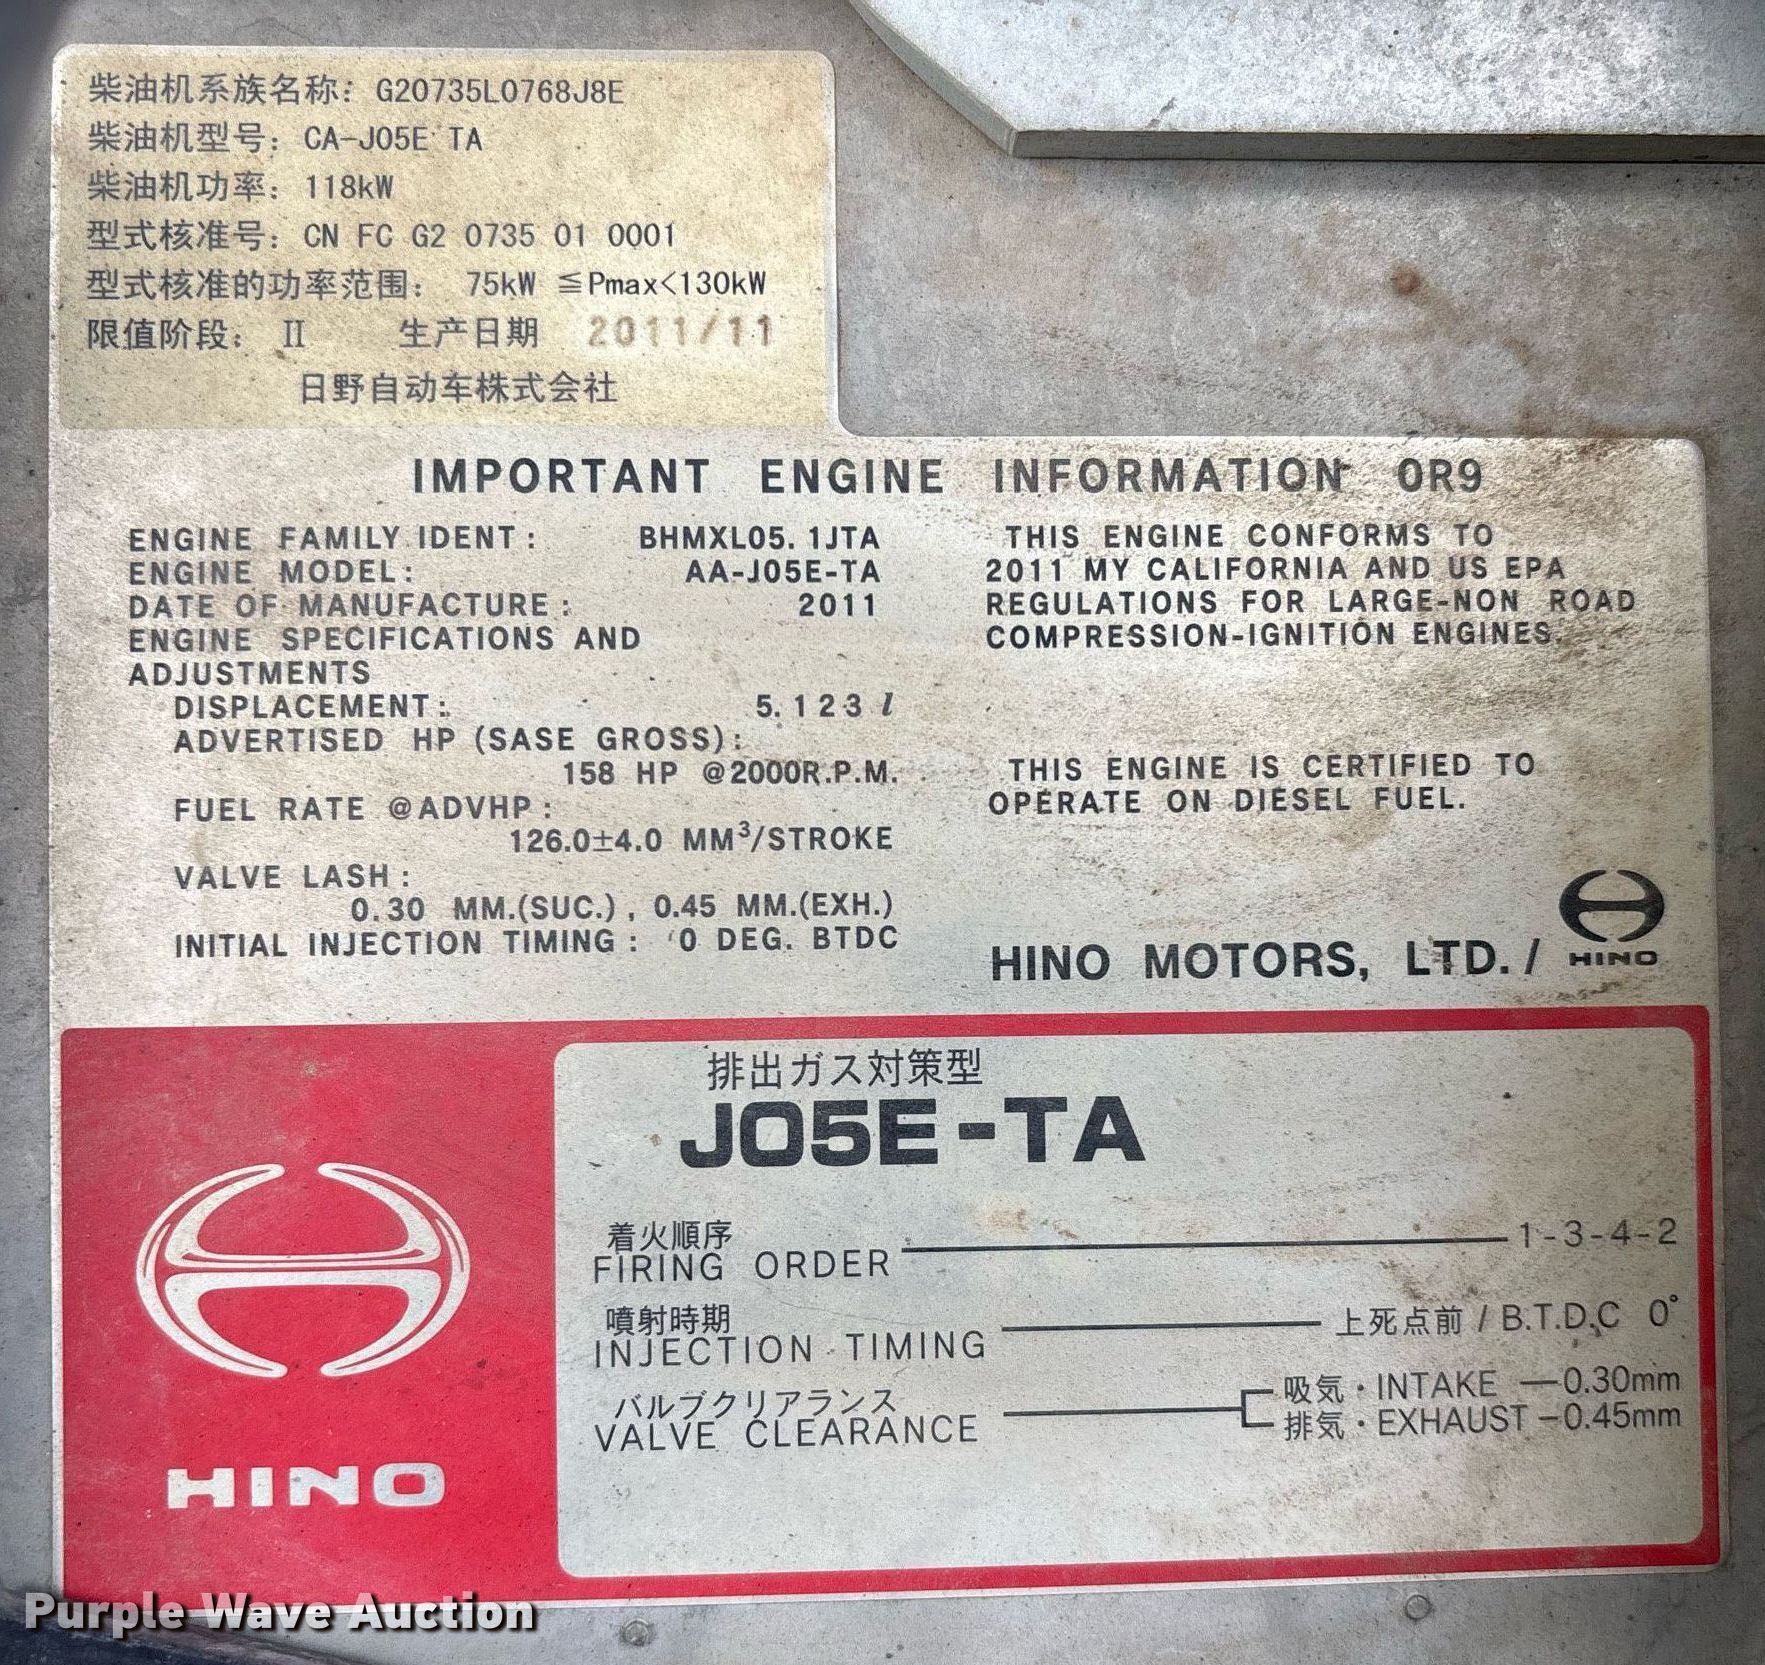 柴油机系族名称： G20735L0768J8E
柴油机型号： CA-J05E TA
柴油机功率： 118kW
型式核准号： CN FC G2 0735 01 0001
型式核准的功率范围： 75kW ≦Pmax<130kW
限值阶段： Ⅱ 生产日期 2011/11
日野自动车株式会社
IMPORTANT ENGINE INFORMATION 0R9
ENGINE FAMILY IDENT : BHMXL05. 1JTA
ENGINE MODEL : AA-J05E-TA
DATE OF MANUFACTURE : 2011
ENGINE SPECIFICATIONS AND
ADJUSTMENTS
DISPLACEMENT : 5. 123 l
ADVERTISED HP (SASE GROSS) :
158 HP @2000R.P.M.
FUEL RATE @ADVHP :
126.0±4.0 MM³/STROKE
VALVE LASH :
0.30 MM.(SUC.) , 0.45 MM.(EXH.)
INITIAL INJECTION TIMING : 0 DEG. BTDC
THIS ENGINE CONFORMS TO
2011 MY CALIFORNIA AND US EPA
REGULATIONS FOR LARGE-NON ROAD
COMPRESSION-IGNITION ENGINES.
THIS ENGINE IS CERTIFIED TO
OPERATE ON DIESEL FUEL.
HINO MOTORS, LTD. / HINO
排出ガス対策型
J05E-TA
着火順序
FIRING ORDER 1-3-4-2
噴射時期
INJECTION TIMING 上死点前 / B.T.D.C 0°
バルブクリアランス
VALVE CLEARANCE
吸気・INTAKE —0.30mm
排気・EXHAUST —0.45mm
HINO
Purple Wave Auction